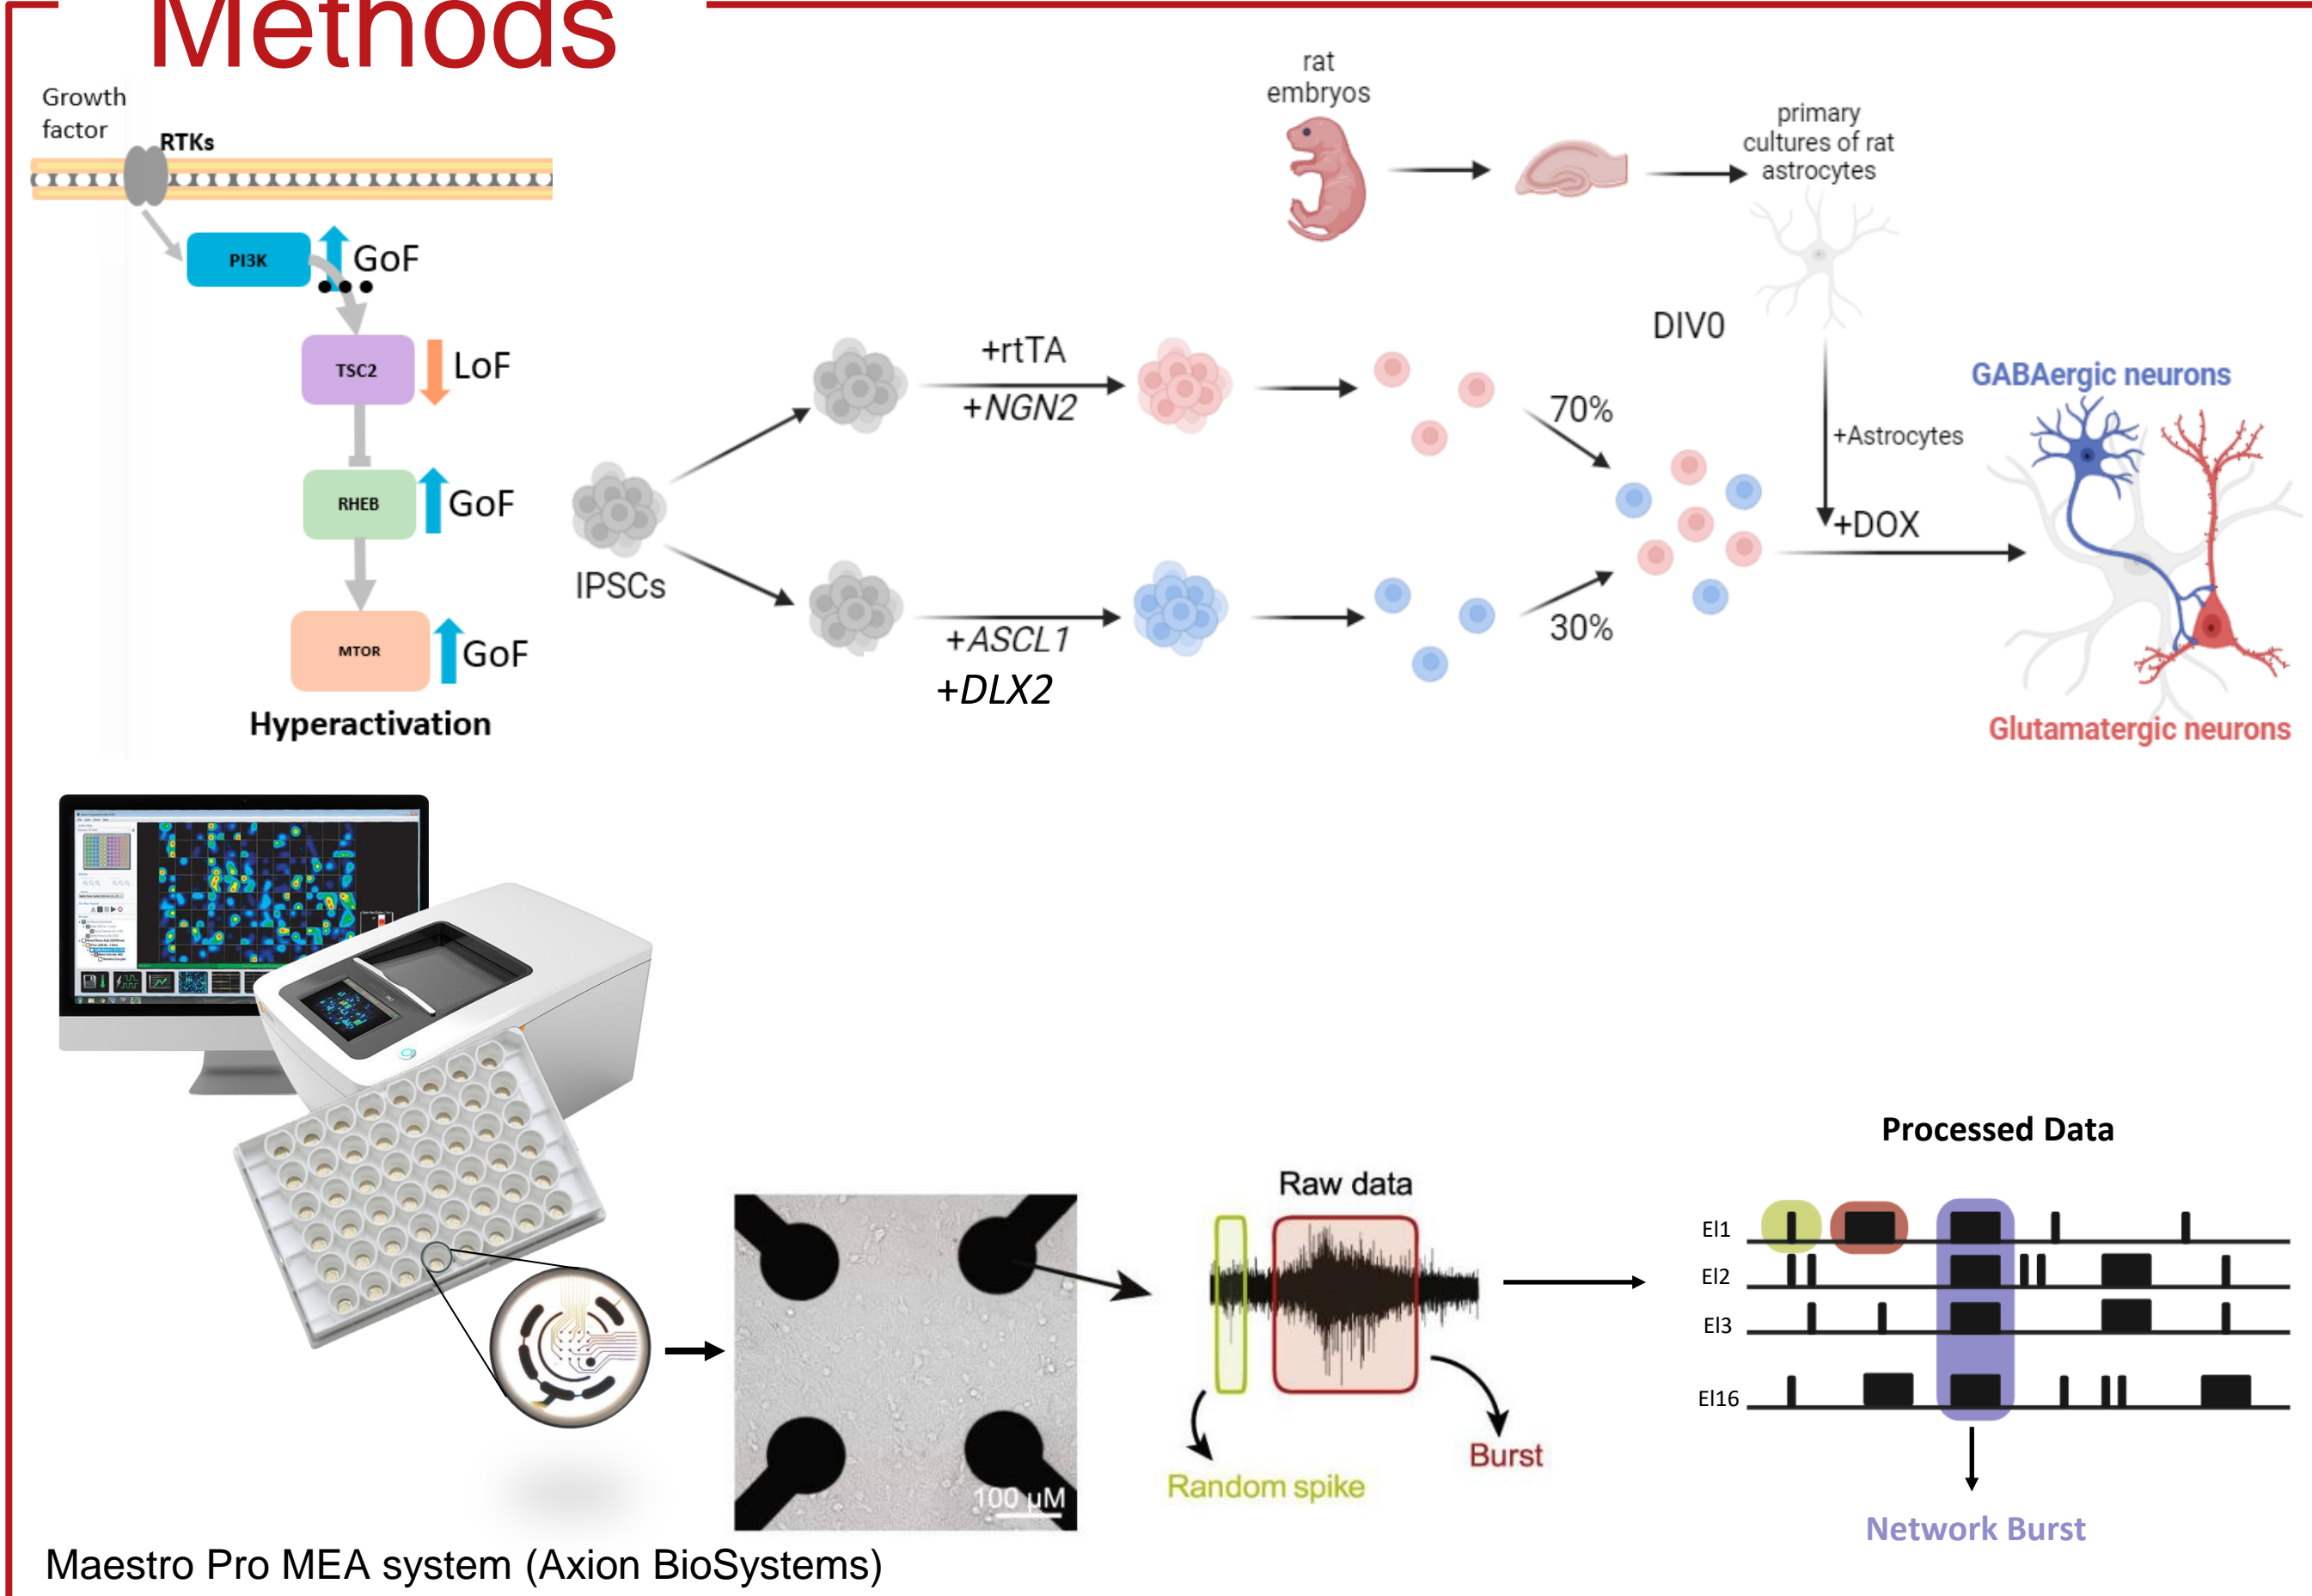 Methods
Growth
factor
RTKs
PI3K
GoF
TSC2
LoF
RHEB
GoF
MTOR
GoF
Hyperactivation
rat
embryos
primary
cultures of rat
astrocytes
IPSCs
+rtTA
+NGN2
+ASCL1
+DLX2
70%
30%
DIV0
+Astrocytes
+DOX
GABAergic neurons
Glutamatergic neurons
100 µM
Raw data
Random spike
Burst
Processed Data
El1
El2
El3
El16
Network Burst
Maestro Pro MEA system (Axion BioSystems)